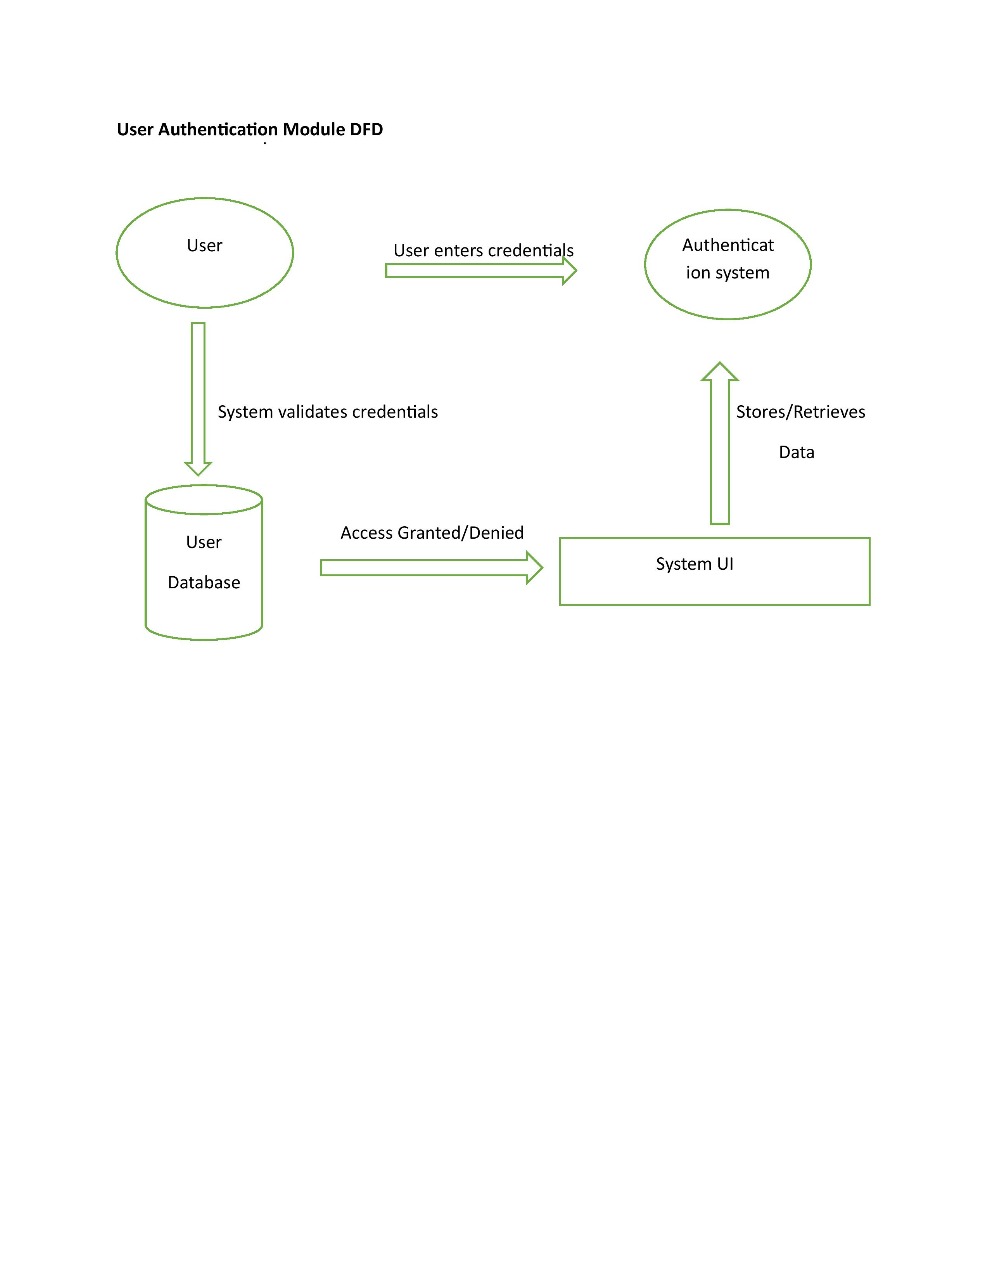 User Authentication Module DFD
User
User enters credentials
Authenticat
ion system
System validates credentials
Stores/Retrieves
Data
User
Database
Access Granted/Denied
System UI